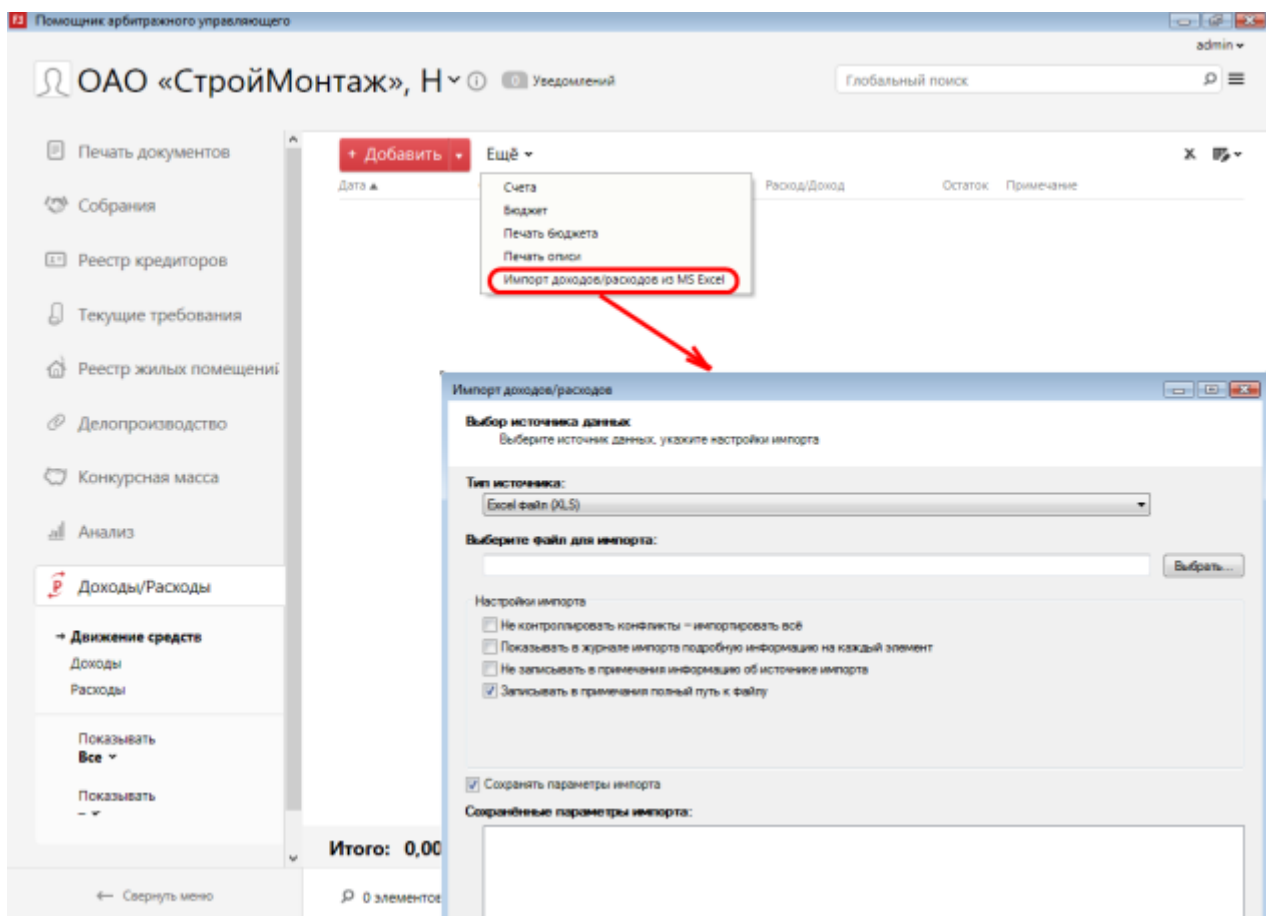 Помощник арбитражного управляющего
admin
ОАО «СтройМонтаж», Н
0 Уведомлений
Глобальный поиск
Печать документов
Собрания
Реестр кредиторов
Текущие требования
Реестр жилых помещений
Делопроизводство
Конкурсная масса
Анализ
Доходы/Расходы
→ Движение средств
Доходы
Расходы
Показывать
Все
Показывать
–
← Свернуть меню
+ Добавить
Ещё
Дата
Расход/Доход
Остаток
Примечание
Счета
Бюджет
Печать бюджета
Печать описи
Импорт доходов/расходов из MS Excel
Итого: 0,00
0 элементов
Импорт доходов/расходов
Выбор источника данных
Выберите источник данных, укажите настройки импорта
Тип источника:
Excel файл (XLS)
Выберите файл для импорта:
Выбрать...
Настройки импорта
Не контроллировать конфликты – импортировать всё
Показывать в журнале импорта подробную информацию на каждый элемент
Не записывать в примечания информацию об источнике импорта
Записывать в примечания полный путь к файлу
Сохранять параметры импорта
Сохранённые параметры импорта: